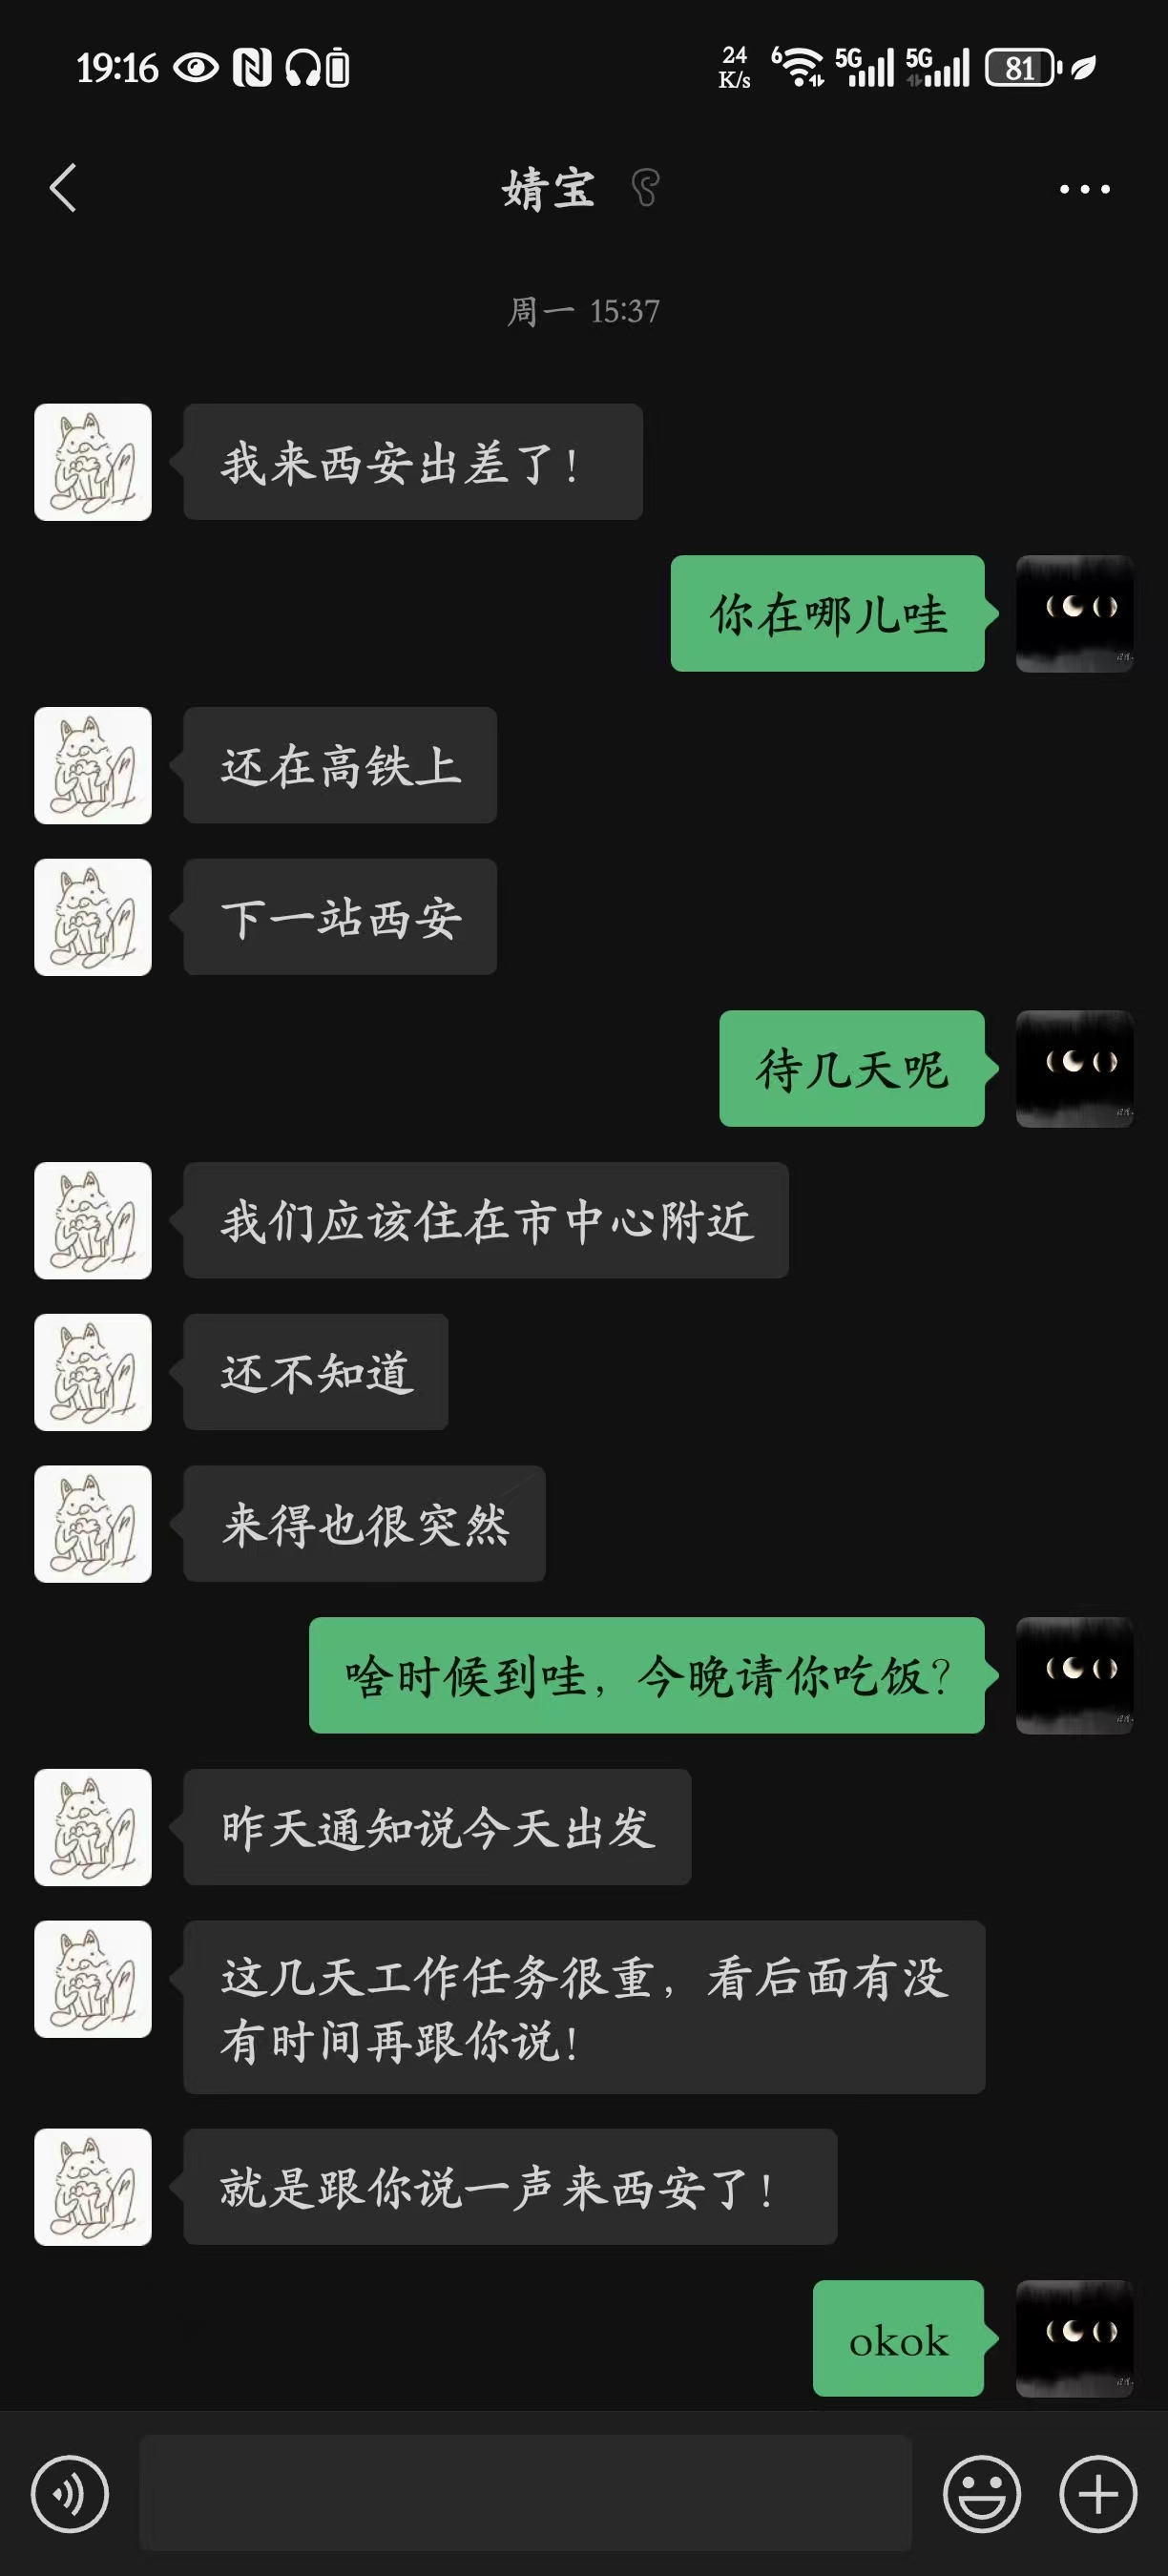 19:16
24
K/s
6
5G
5G
81
婧宝
周一 15:37
我来西安出差了！
你在哪儿哇
还在高铁上
下一站西安
待几天呢
我们应该住在市中心附近
还不知道
来得也很突然
啥时候到哇，今晚请你吃饭？
昨天通知说今天出发
这几天工作任务很重，看后面有没
有时间再跟你说！
就是跟你说一声来西安了！
okok